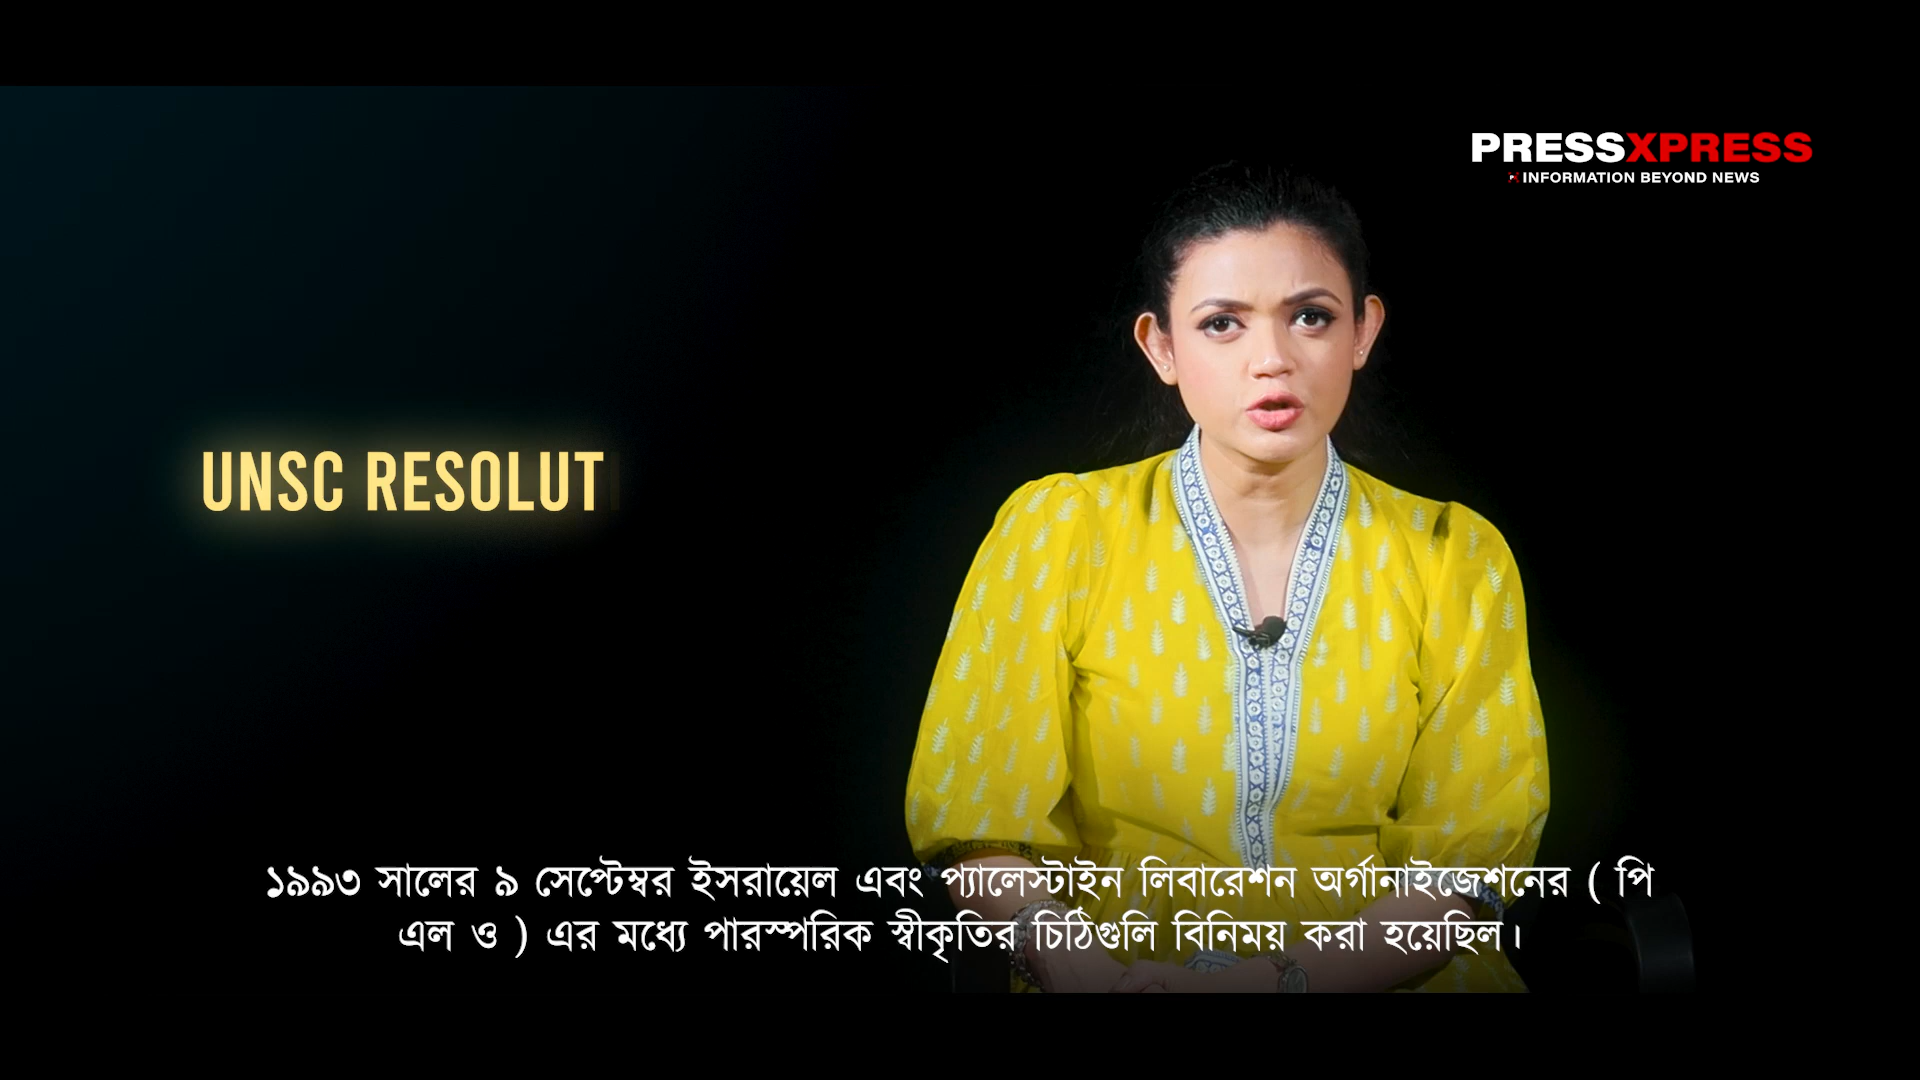 PRESSXPRESS
INFORMATION BEYOND NEWS
UNSC RESOLUT
১৯৯৩ সালের ৯ সেপ্টেম্বর ইসরায়েল এবং প্যালেস্টাইন লিবারেশন অর্গানাইজেশনের ( পি
এল ও ) এর মধ্যে পারস্পরিক স্বীকৃতির চিঠিগুলি বিনিময় করা হয়েছিল।